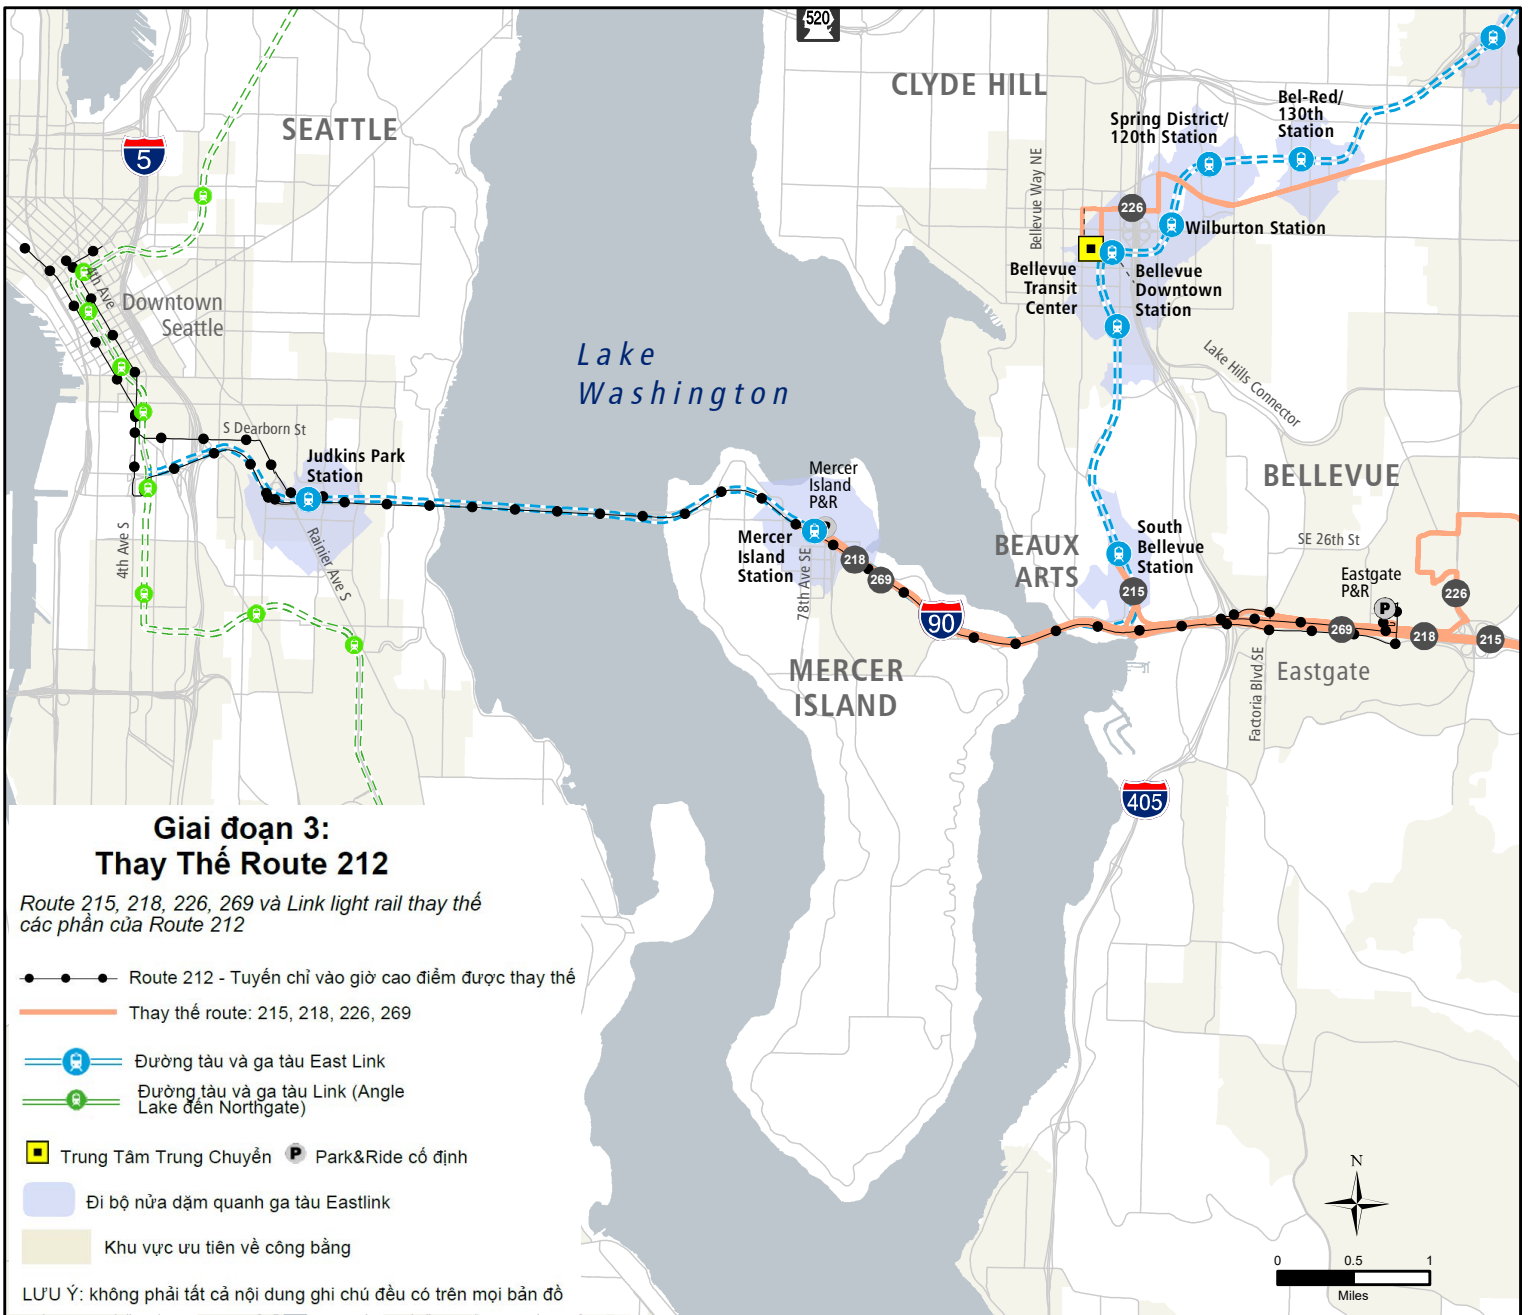 520
CLYDE HILL
SEATTLE
5
Bel-Red/
130th
Station
Spring District/
120th Station
Bellevue Way NE
226
Wilburton Station
Bellevue
Transit
Center
Bellevue
Downtown
Station
4th Ave
Downtown
Seattle
Lake
Washington
Lake Hills Connector
S Dearborn St
Judkins Park
Station
Mercer
Island
P&R
BELLEVUE
4th Ave S
Rainier Ave S
Mercer
Island
Station
78th Ave SE
218
269
BEAUX
ARTS
South
Bellevue
Station
215
SE 26th St
Eastgate
P&R
P
226
90
269
218
215
MERCER
ISLAND
Factoria Blvd SE
Eastgate
405
Giai đoạn 3:
Thay Thế Route 212
Route 215, 218, 226, 269 và Link light rail thay thế
các phần của Route 212
Route 212 - Tuyến chỉ vào giờ cao điểm được thay thế
Thay thế route: 215, 218, 226, 269
Đường tàu và ga tàu East Link
Đường tàu và ga tàu Link (Angle
Lake đến Northgate)
Trung Tâm Trung Chuyển P Park&Ride cố định
Đi bộ nửa dặm quanh ga tàu Eastlink
Khu vực ưu tiên về công bằng
LƯU Ý: không phải tất cả nội dung ghi chú đều có trên mọi bản đồ
N
0 0.5 1
Miles